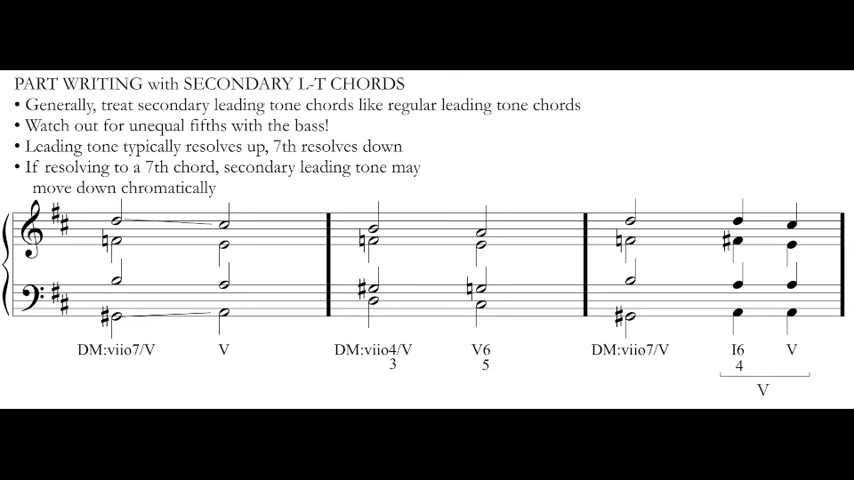 PART WRITING with SECONDARY L-T CHORDS
• Generally, treat secondary leading tone chords like regular leading tone chords
• Watch out for unequal fifths with the bass!
• Leading tone typically resolves up, 7th resolves down
• If resolving to a 7th chord, secondary leading tone may
move down chromatically
DM:viio7/V V DM:viio4/V V6 DM:viio7/V I6 V
3 5 4
V